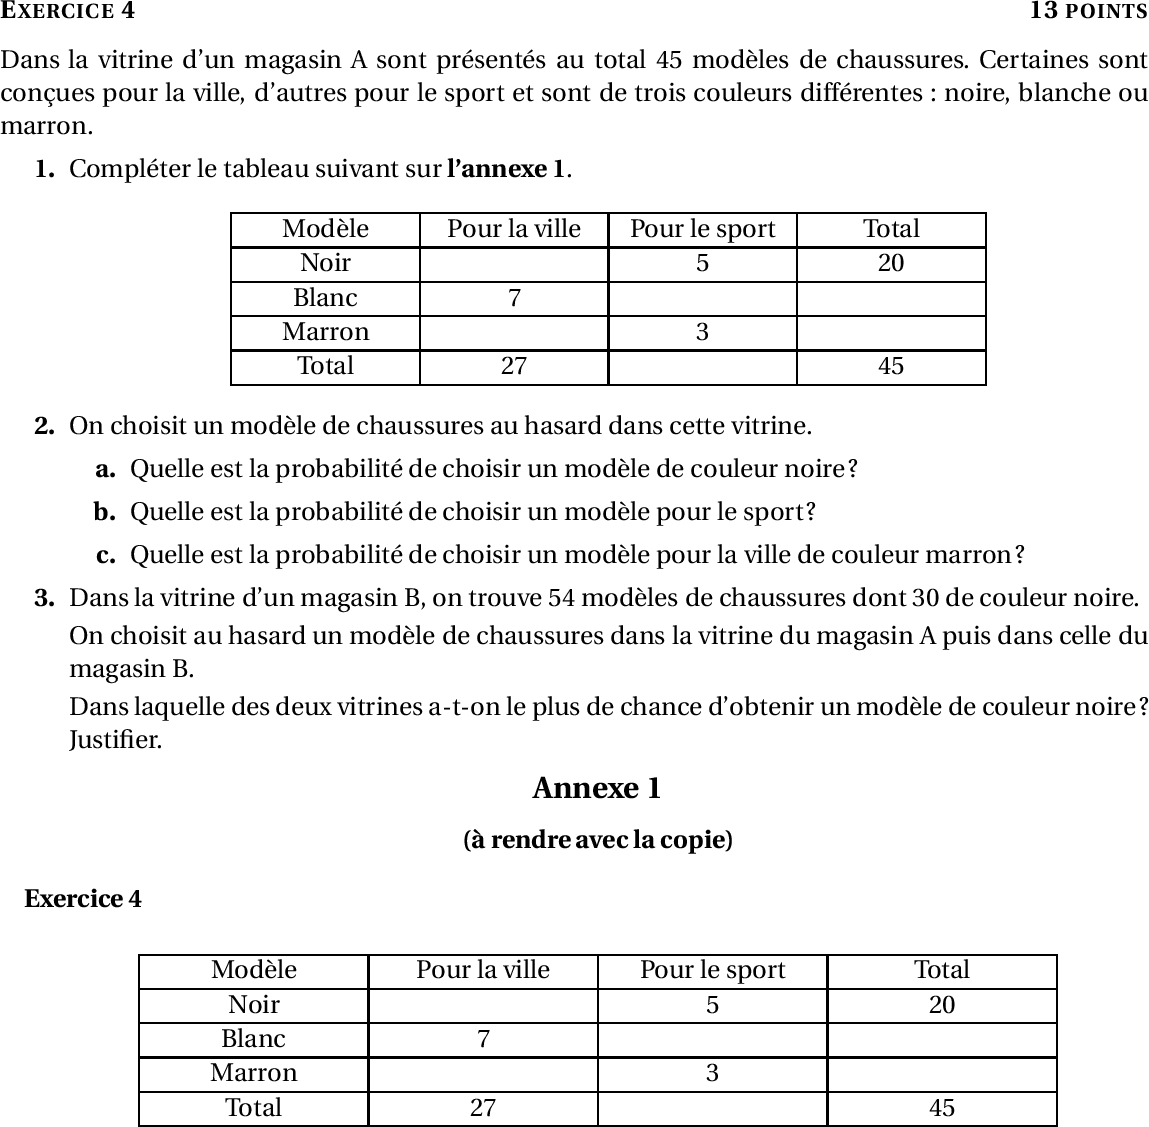 EXERCICE 4 13 POINTS
Dans la vitrine d'un magasin A sont présentés au total 45 modèles de chaussures. Certaines sont
conçues pour la ville, d'autres pour le sport et sont de trois couleurs différentes : noire, blanche ou
marron.
1. Compléter le tableau suivant sur l'annexe 1.
Modèle Pour la ville Pour le sport Total
Noir 5 20
Blanc 7
Marron 3
Total 27 45
2. On choisit un modèle de chaussures au hasard dans cette vitrine.
a. Quelle est la probabilité de choisir un modèle de couleur noire?
b. Quelle est la probabilité de choisir un modèle pour le sport?
c. Quelle est la probabilité de choisir un modèle pour la ville de couleur marron?
3. Dans la vitrine d'un magasin B, on trouve 54 modèles de chaussures dont 30 de couleur noire.
On choisit au hasard un modèle de chaussures dans la vitrine du magasin A puis dans celle du
magasin B.
Dans laquelle des deux vitrines a-t-on le plus de chance d'obtenir un modèle de couleur noire?
Justifier.
Annexe 1
(à rendre avec la copie)
Exercice 4
Modèle Pour la ville Pour le sport Total
Noir 5 20
Blanc 7
Marron 3
Total 27 45